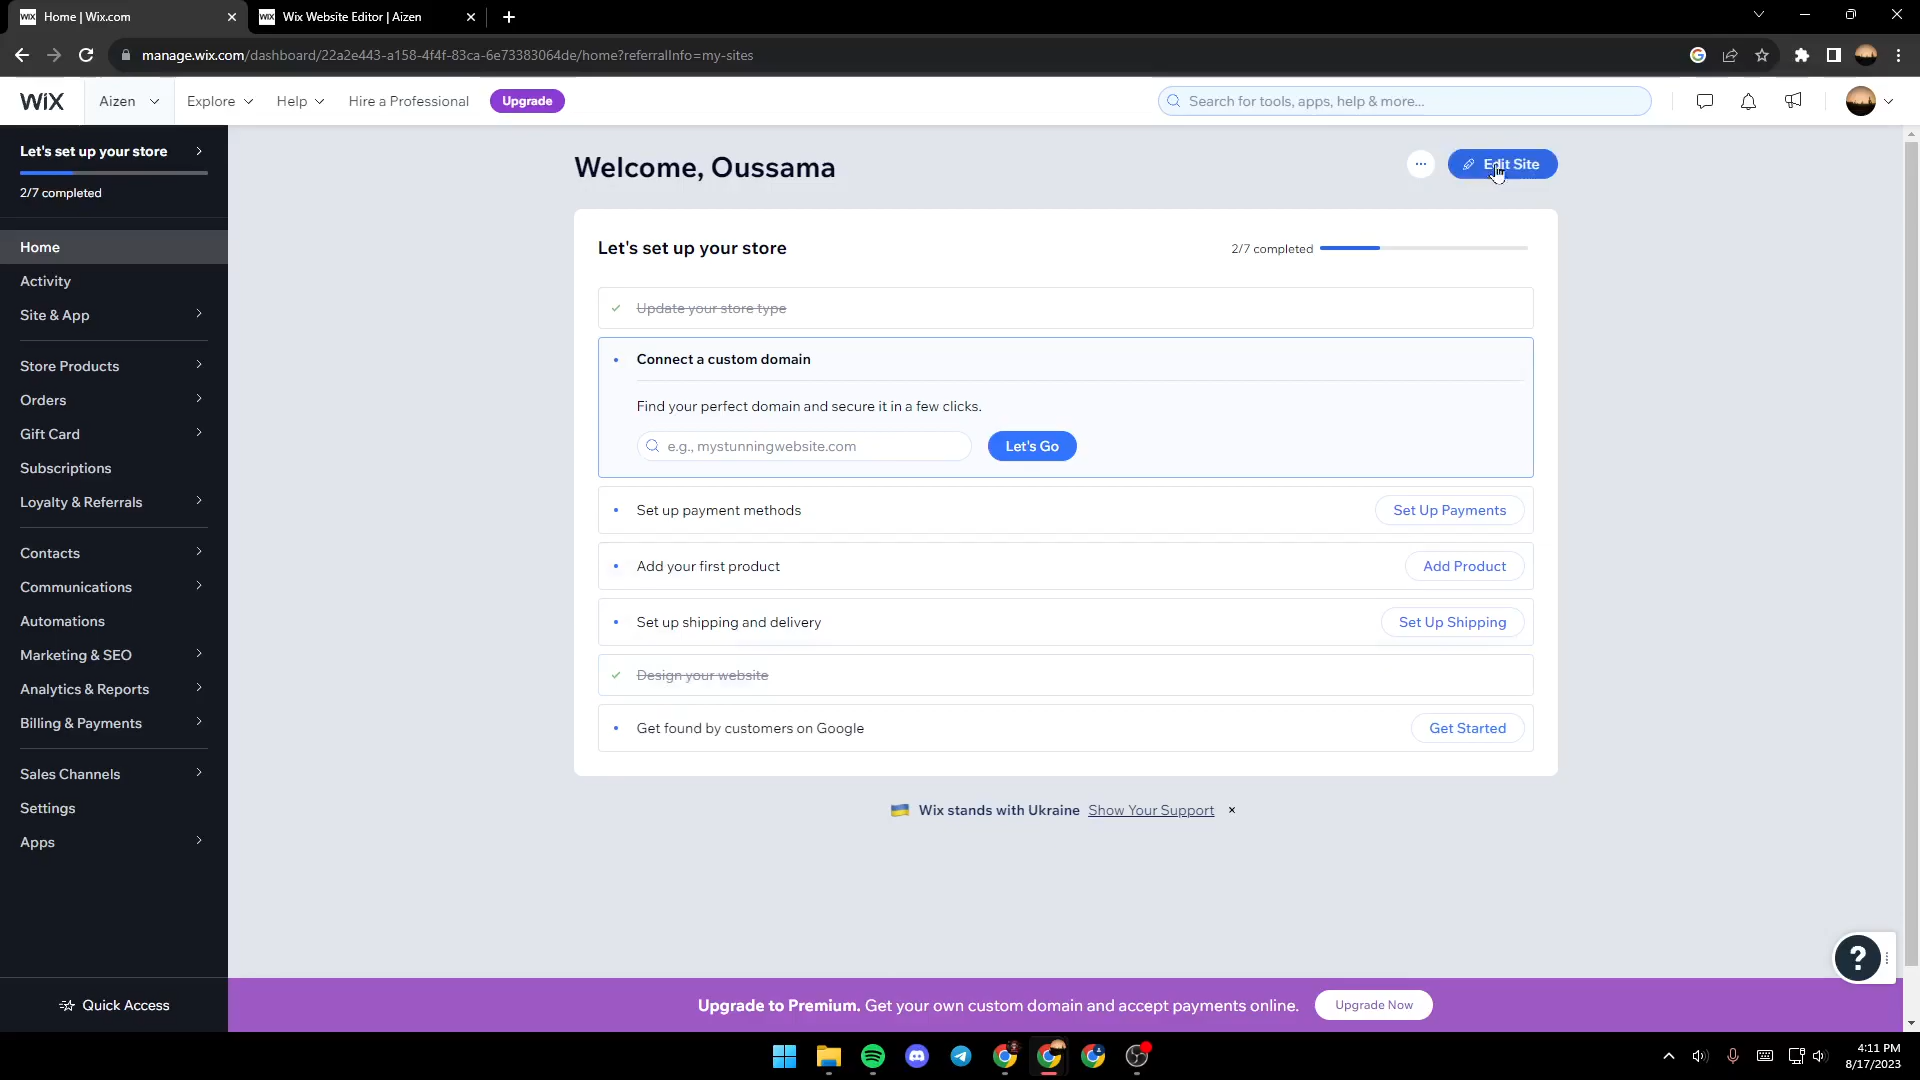 Home | Wix.com
Wix Website Editor | Aizen
manage.wix.com/dashboard/22a2e443-a158-4f4f-83ca-6e73383064de/home?referralInfo=my-sites
WiX
Aizen
Explore
Help
Hire a Professional
Upgrade
Search for tools, apps, help & more...
Let's set up your store
2/7 completed
Home
Activity
Site & App
Store Products
Orders
Gift Card
Subscriptions
Loyalty & Referrals
Contacts
Communications
Automations
Marketing & SEO
Analytics & Reports
Billing & Payments
Sales Channels
Settings
Apps
Quick Access
Welcome, Oussama
Edit Site
Let's set up your store
2/7 completed
Update your store type
Connect a custom domain
Find your perfect domain and secure it in a few clicks.
e.g., mystunningwebsite.com
Let's Go
Set up payment methods
Set Up Payments
Add your first product
Add Product
Set up shipping and delivery
Set Up Shipping
Design your website
Get found by customers on Google
Get Started
Wix stands with Ukraine Show Your Support
?
Upgrade to Premium. Get your own custom domain and accept payments online.
Upgrade Now
4:11 PM
8/17/2023